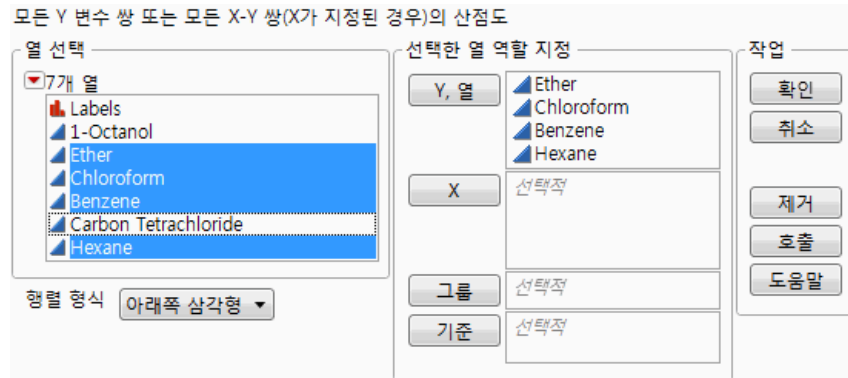 모든 Y 변수 쌍 또는 모든 X-Y 쌍(X가 지정된 경우)의 산점도
열 선택
7개 열
Labels
1-Octanol
Ether
Chloroform
Benzene
Carbon Tetrachloride
Hexane
행렬 형식 아래쪽 삼각형
선택한 열 역할 지정
Y, 열
Ether
Chloroform
Benzene
Hexane
X 선택적
그룹 선택적
기준 선택적
작업
확인
취소
제거
호출
도움말